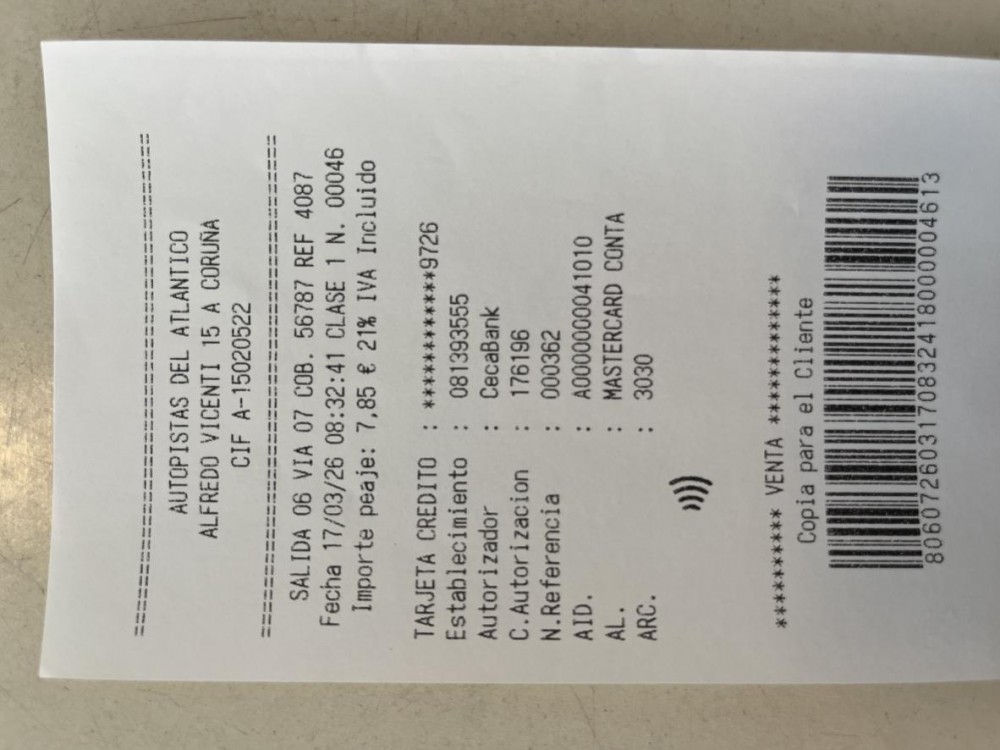 ================================================
AUTOPISTAS DEL ATLANTICO
ALFREDO VICENTI 15 A CORUÑA
CIF A-15020522
================================================
SALIDA 06 VIA 07 COB. 56787 REF 4087
Fecha 17/03/26 08:32:41 CLASE 1 N. 00046
Importe peaje: 7,85 € 21% IVA Incluido
TARJETA CREDITO : ************9726
Establecimiento : 081393555
Autorizador : CecaBank
C.Autorizacion : 176196
N.Referencia : 000362
AID. : A0000000041010
AL. : MASTERCARD CONTA
ARC. : 3030
********** VENTA ************
Copia para el Cliente
8060726031708324180000004613